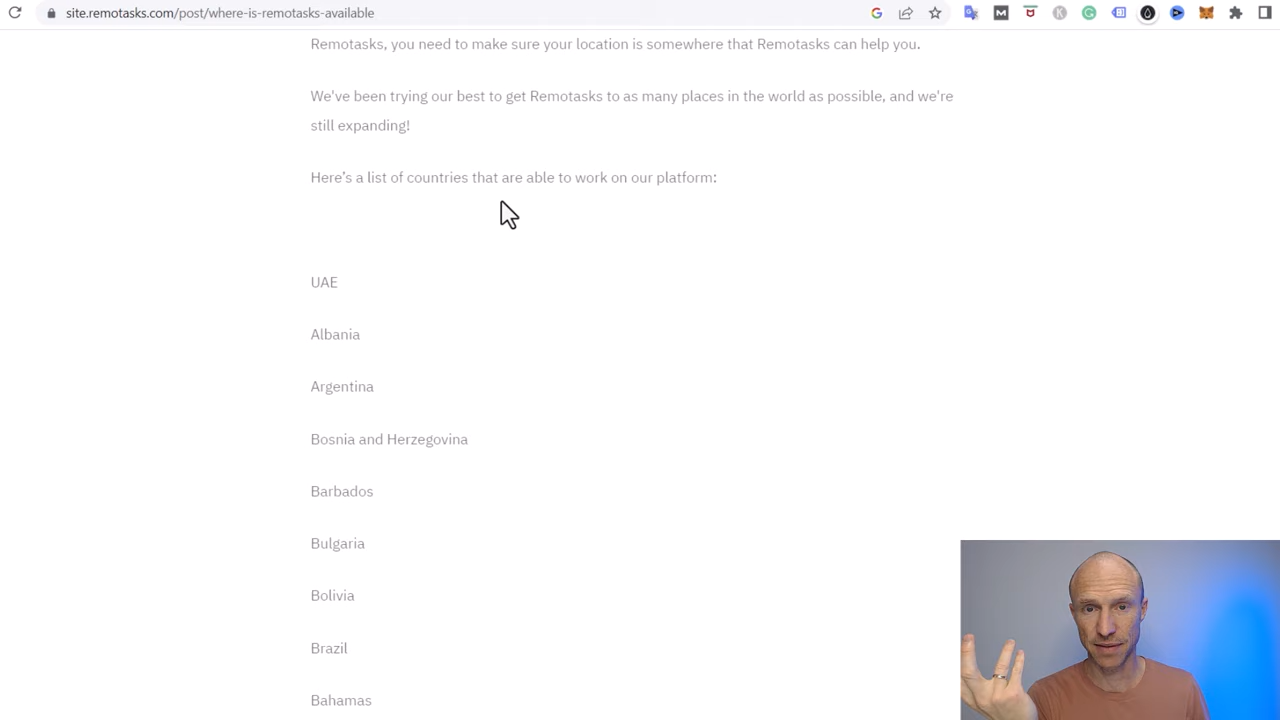 site.remotasks.com/post/where-is-remotasks-available
Remotasks, you need to make sure your location is somewhere that Remotasks can help you.
We've been trying our best to get Remotasks to as many places in the world as possible, and we're
still expanding!
Here’s a list of countries that are able to work on our platform:
UAE
Albania
Argentina
Bosnia and Herzegovina
Barbados
Bulgaria
Bolivia
Brazil
Bahamas